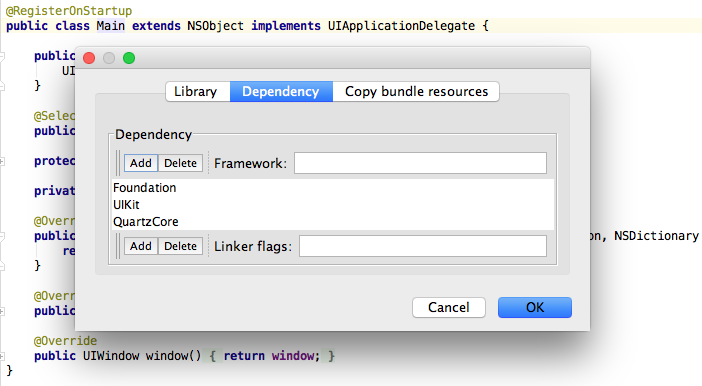 @RegisterOnStartup
public class Main extends NSObject implements UIApplicationDelegate {
public
UI
}
@Selec
public
protec
privat
@Overr
public on, NSDictionary
re
}
@Overr
public
@Override
public UIWindow window() { return window; }
}
Library Dependency Copy bundle resources
Dependency
Add Delete Framework:
Foundation
UIKit
QuartzCore
Add Delete Linker flags:
Cancel OK